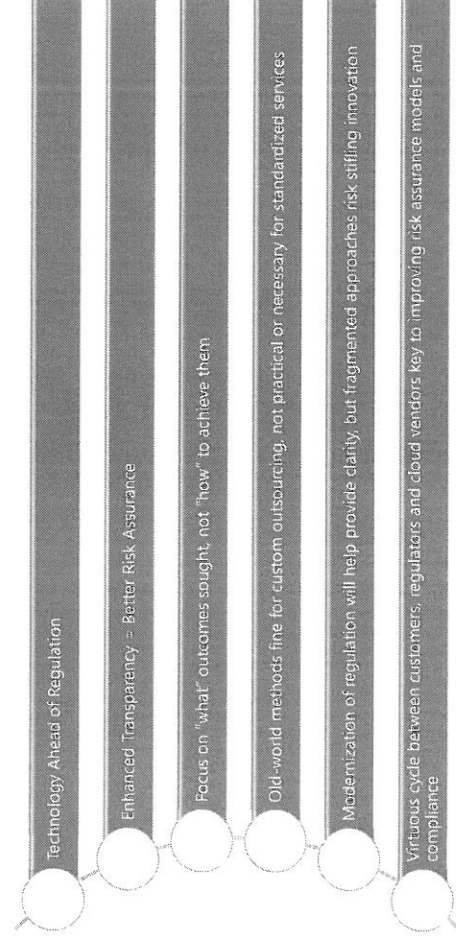 Technology Ahead of Regulation
Enhanced Transparency = Better Risk Assurance
Focus on "what" outcomes sought, not "how" to achieve them
Old-world methods fine for custom outsourcing, not practical or necessary for standardized services
Modernization of regulation will help provide clarity, but fragmented approaches risk stifling innovation
Virtuous cycle between customers, regulators and cloud vendors key to improving risk assurance models and
compliance